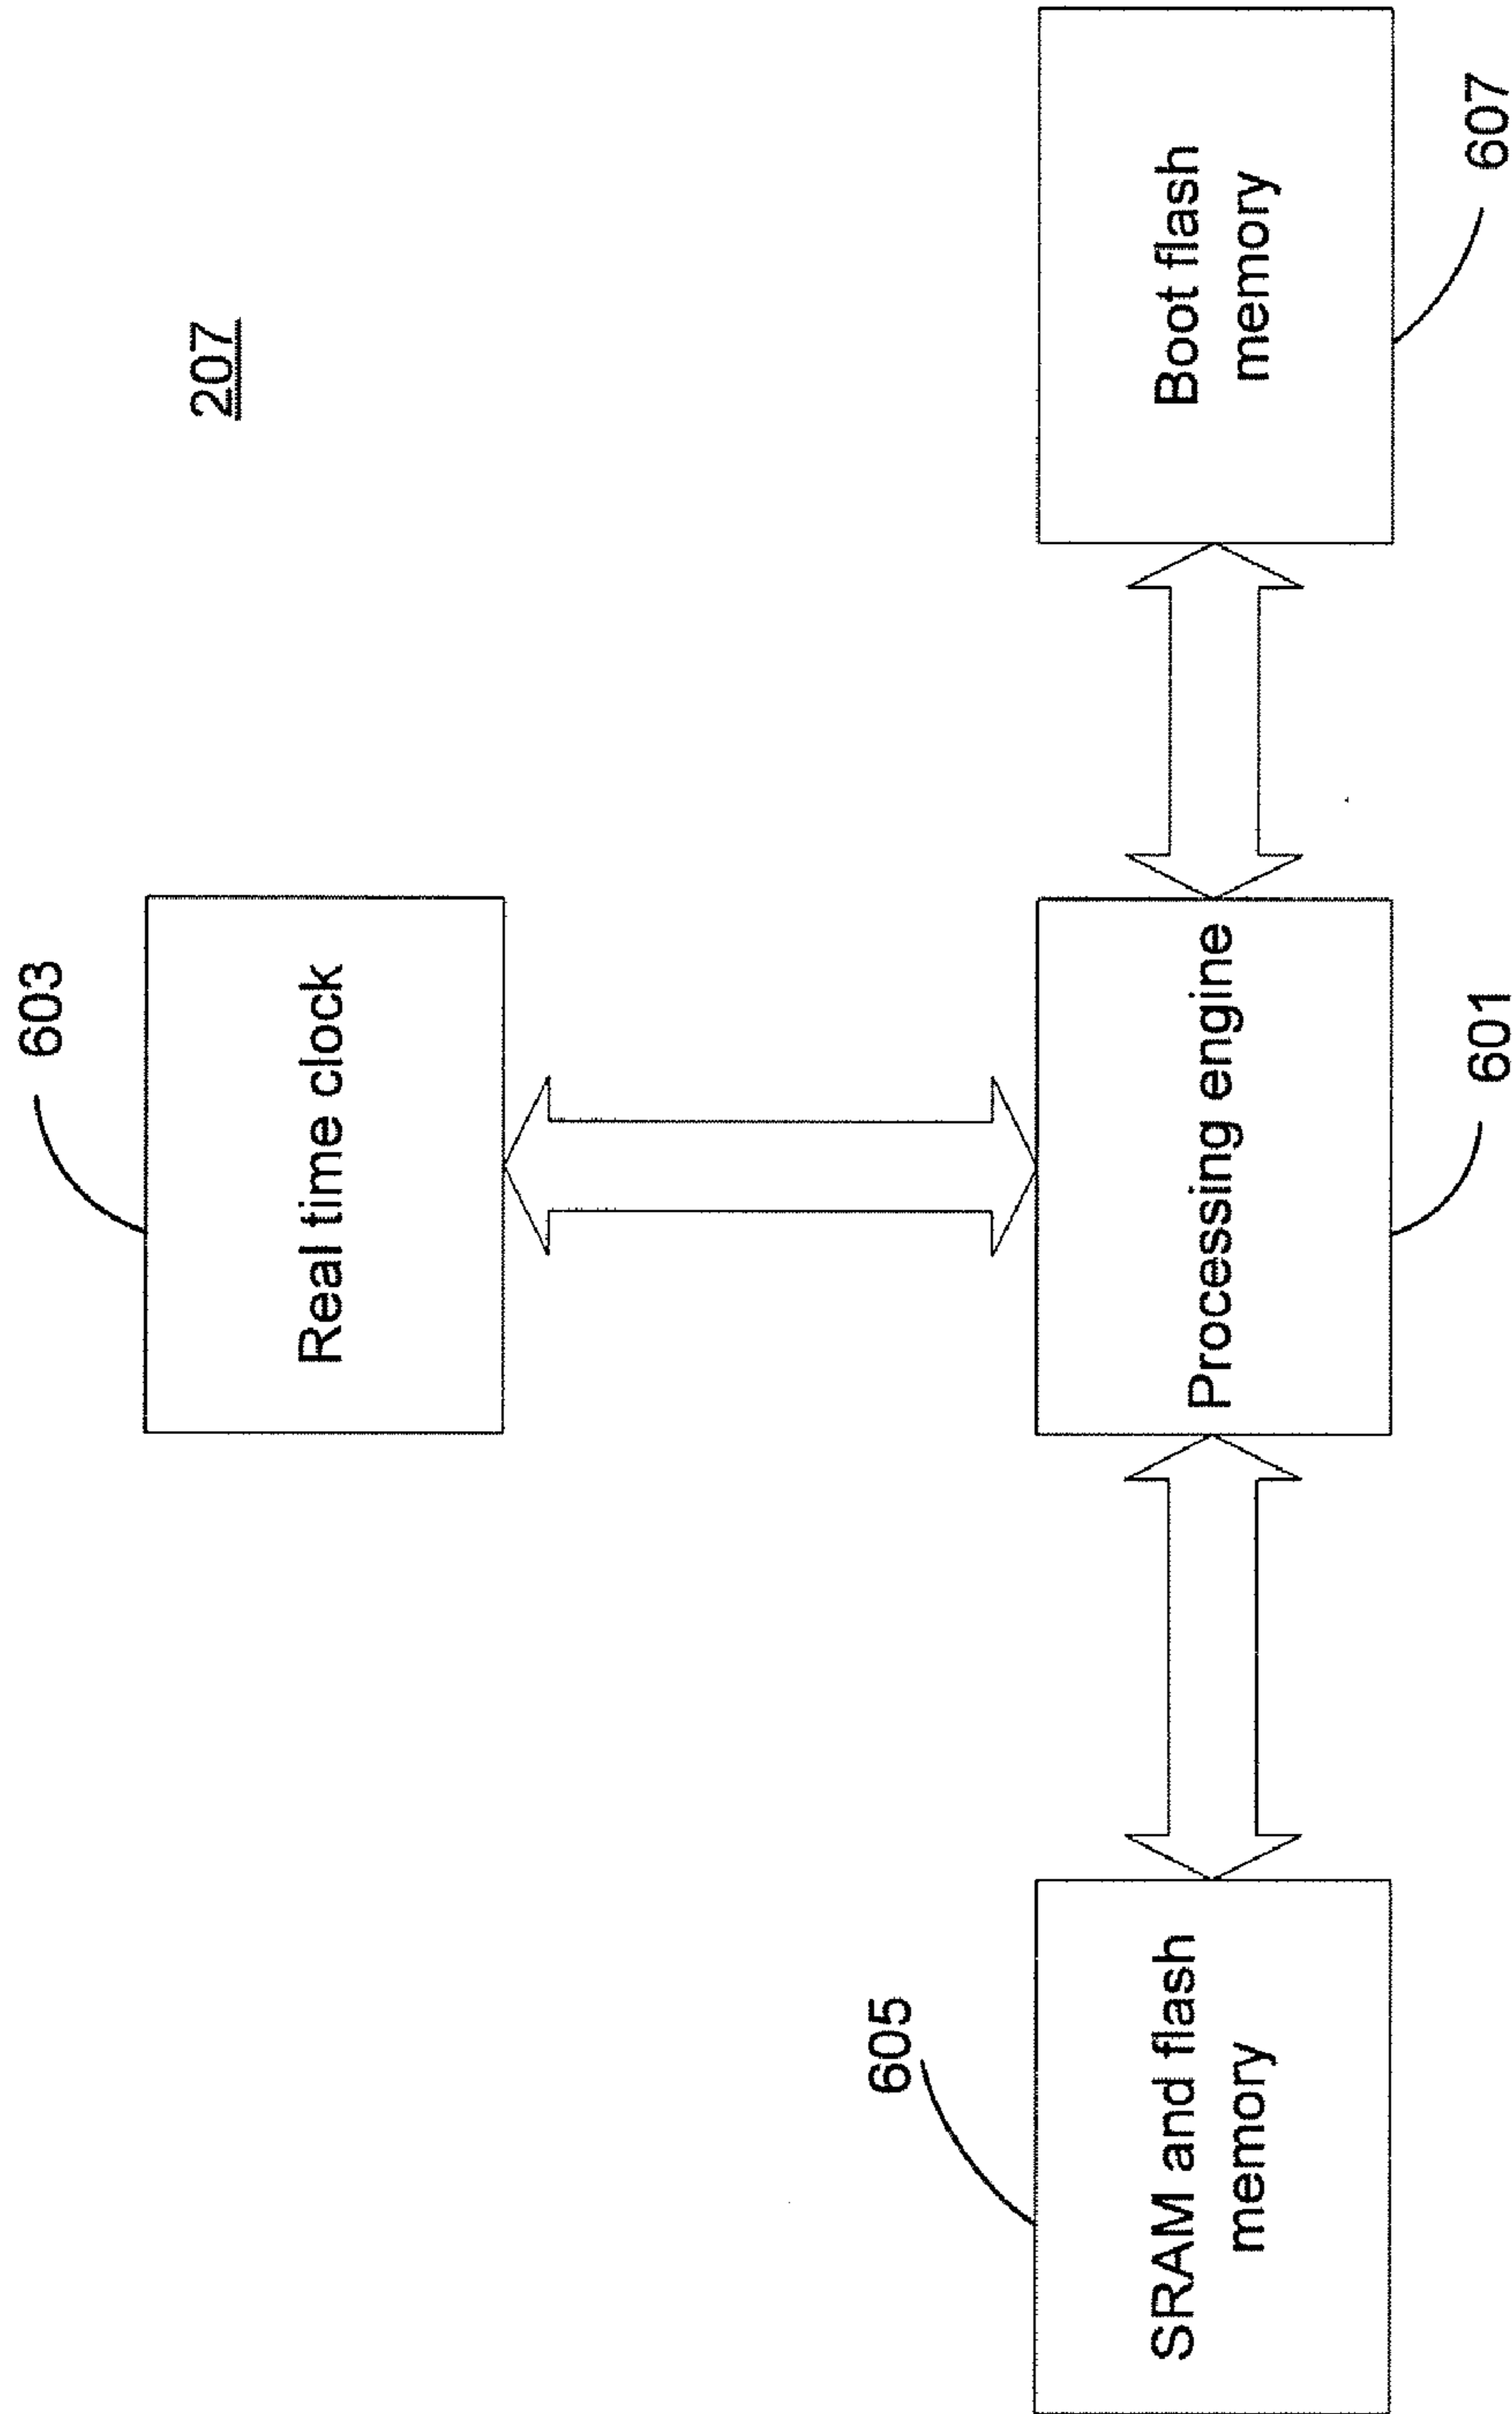 207
603
Real time clock
605
SRAM and flash
memory
Processing engine
601
Boot flash
memory
607